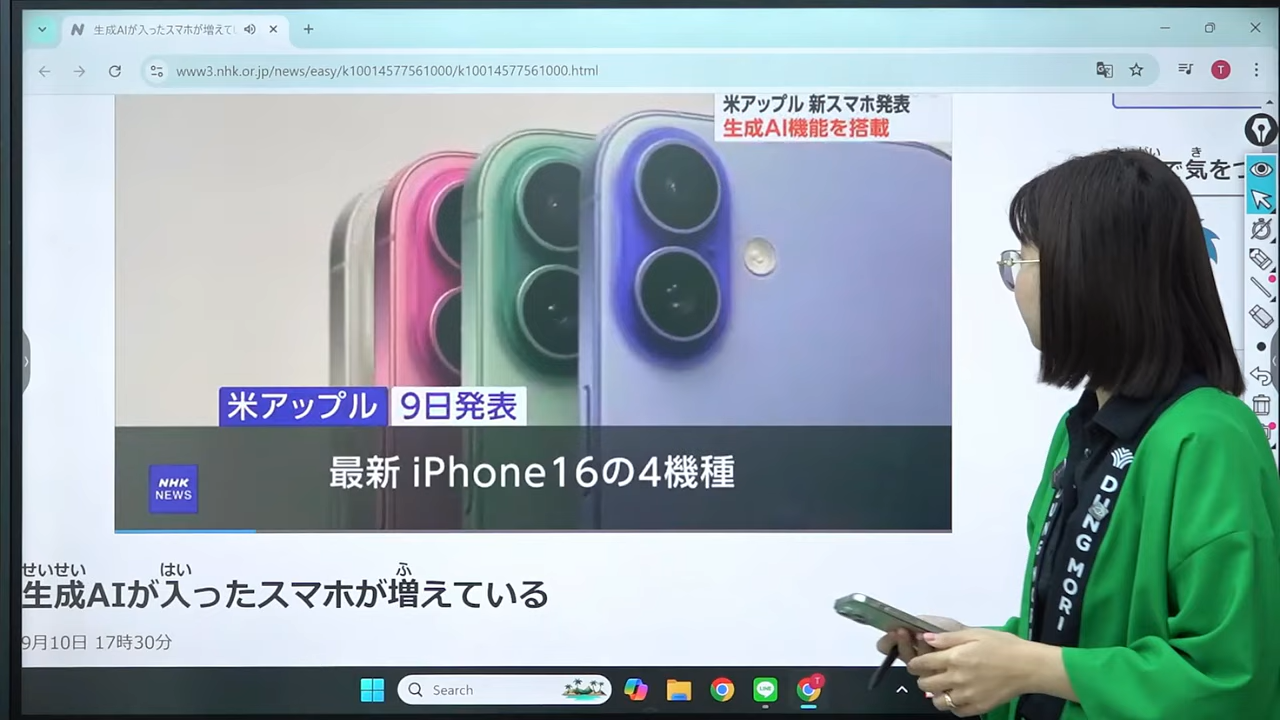 生成AIが入ったスマホが増えてい
www3.nhk.or.jp/news/easy/k10014577561000/k10014577561000.html
T
米アップル 新スマホ発表
生成AI機能を搭載
き
で気をつ
米アップル 9日発表
最新 iPhone16の4機種
NHK
NEWS
せいせい はい ふ
生成AIが入ったスマホが増えている
9月10日 17時30分
DUNG MORI
Search
LINE
T